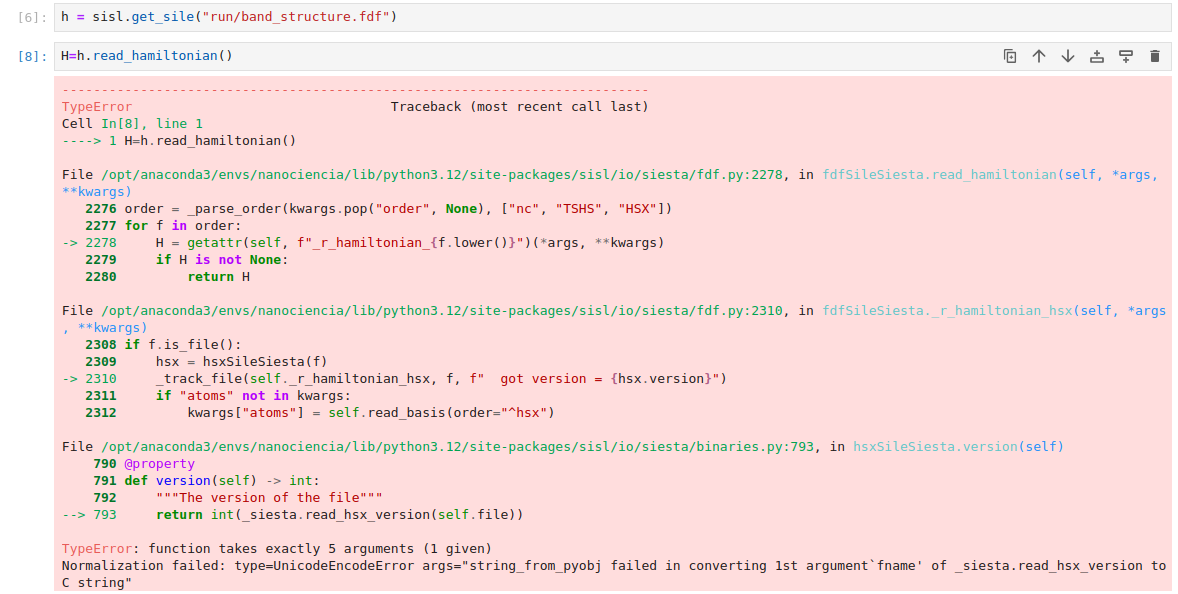 [6]: h = sisl.get_sile("run/band_structure.fdf")
[8]: H=h.read_hamiltonian()
---------------------------------------------------------------------------
TypeError                                 Traceback (most recent call last)
Cell In[8], line 1
----> 1 H=h.read_hamiltonian()
File /opt/anaconda3/envs/nanociencia/lib/python3.12/site-packages/sisl/io/siesta/fdf.py:2278, in fdfSileSiesta.read_hamiltonian(self, *args,
**kwargs)
   2276 order = _parse_order(kwargs.pop("order", None), ["nc", "TSHS", "HSX"])
   2277 for f in order:
-> 2278     H = getattr(self, f"_r_hamiltonian_{f.lower()}")(*args, **kwargs)
   2279     if H is not None:
   2280         return H
File /opt/anaconda3/envs/nanociencia/lib/python3.12/site-packages/sisl/io/siesta/fdf.py:2310, in fdfSileSiesta._r_hamiltonian_hsx(self, *args
, **kwargs)
   2308 if f.is_file():
   2309     hsx = hsxSileSiesta(f)
-> 2310     _track_file(self._r_hamiltonian_hsx, f, f"  got version = {hsx.version}")
   2311     if "atoms" not in kwargs:
   2312         kwargs["atoms"] = self.read_basis(order="^hsx")
File /opt/anaconda3/envs/nanociencia/lib/python3.12/site-packages/sisl/io/siesta/binaries.py:793, in hsxSileSiesta.version(self)
    790 @property
    791 def version(self) -> int:
    792     """The version of the file"""
--> 793     return int(_siesta.read_hsx_version(self.file))
TypeError: function takes exactly 5 arguments (1 given)
Normalization failed: type=UnicodeEncodeError args="string_from_pyobj failed in converting 1st argument`fname' of _siesta.read_hsx_version to
C string"